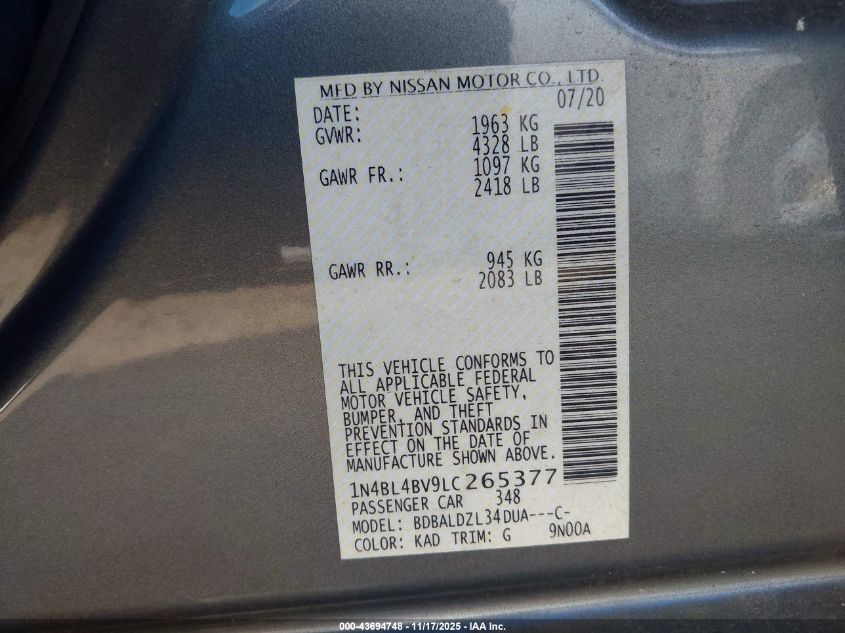 MFD BY NISSAN MOTOR CO., LTD.
DATE: 07/20
GVWR: 1963 KG
4328 LB
GAWR FR.: 1097 KG
2418 LB
GAWR RR.: 945 KG
2083 LB
THIS VEHICLE CONFORMS TO
ALL APPLICABLE FEDERAL
MOTOR VEHICLE SAFETY,
BUMPER, AND THEFT
PREVENTION STANDARDS IN
EFFECT ON THE DATE OF
MANUFACTURE SHOWN ABOVE.
1N4BL4BV9LC265377
PASSENGER CAR 348
MODEL: BDBALDZL34DUA---C-
COLOR: KAD TRIM: G 9N00A
000-43694748 - 11/17/2025 - IAA Inc.